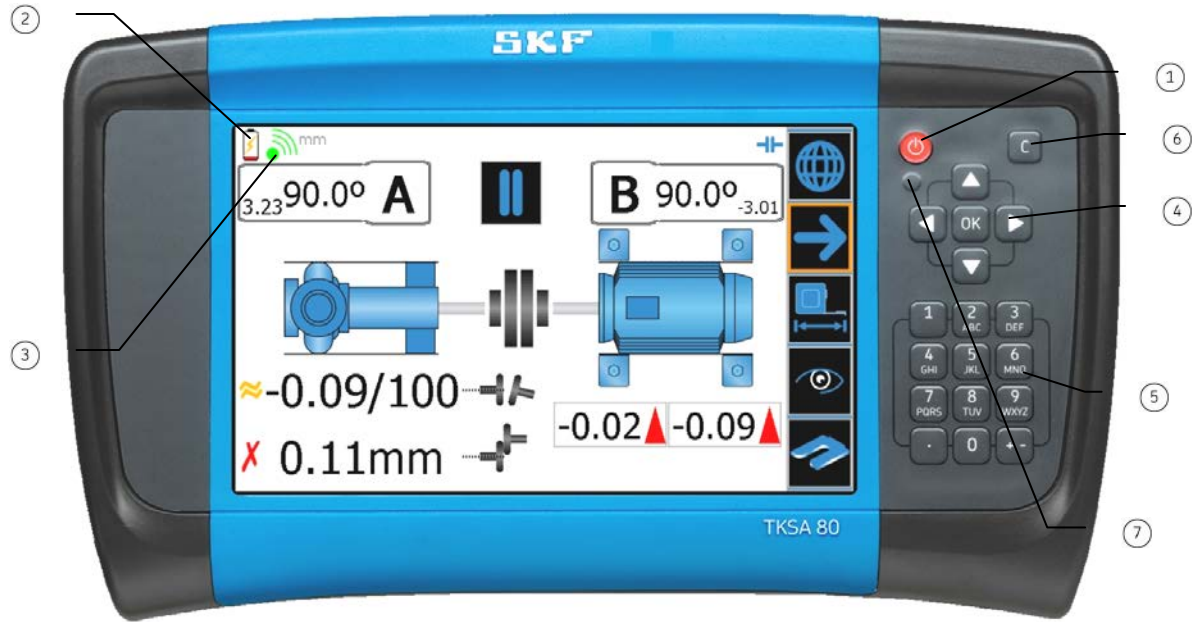 2
SKF
1
6
mm
C
3.23 90.0º A
B 90.0º -3.01
OK
4
3
1
2 ABC
3 DEF
4 GHI
5 JKL
6 MNO
-0.09/100
5
7 PQRS
8 TUV
9 WXYZ
-0.02
-0.09
0.11mm
. 0 + -
TKSA 80
7